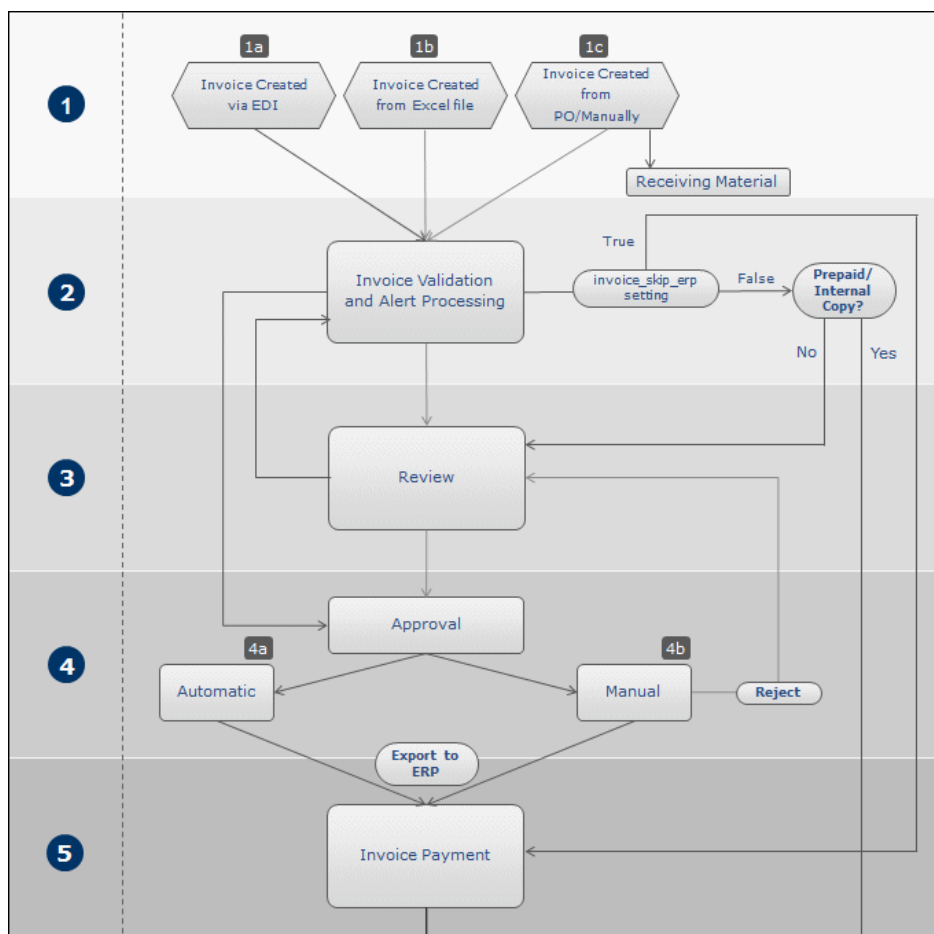 1a
1b
1c
1
Invoice Created
via EDI
Invoice Created
from Excel file
Invoice Created
from
PO/Manually
Receiving Material
2
Invoice Validation
and Alert Processing
True
invoice_skip_erp
setting
False
Prepaid/
Internal
Copy?
No
Yes
3
Review
4
Approval
4a
4b
Automatic
Manual
Reject
Export to
ERP
5
Invoice Payment